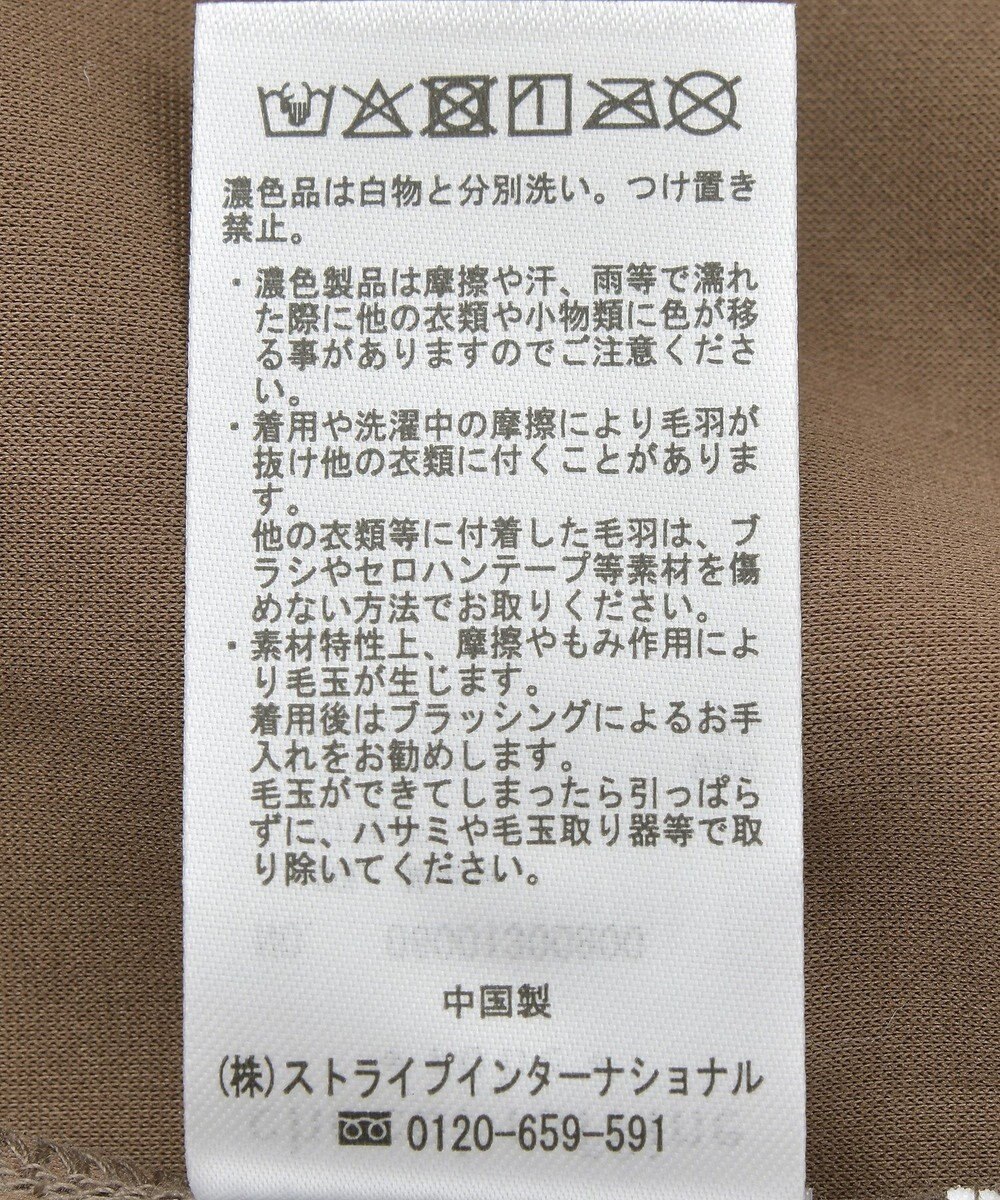 濃色品は白物と分別洗い。つけ置き
禁止。
・濃色製品は摩擦や汗、雨等で濡れ
た際に他の衣類や小物類に色が移
る事がありますのでご注意くださ
い。
・着用や洗濯中の摩擦により毛羽が
抜け他の衣類に付くことがありま
す。
他の衣類等に付着した毛羽は、ブ
ラシやセロハンテープ等素材を傷
めない方法でお取りください。
・素材特性上、摩擦やもみ作用によ
り毛玉が生じます。
着用後はブラッシングによるお手
入れをお勧めします。
毛玉ができてしまったら引っぱら
ずに、ハサミや毛玉取り器等で取
り除いてください。
中国製
(株)ストライプインターナショナル
0120-659-591